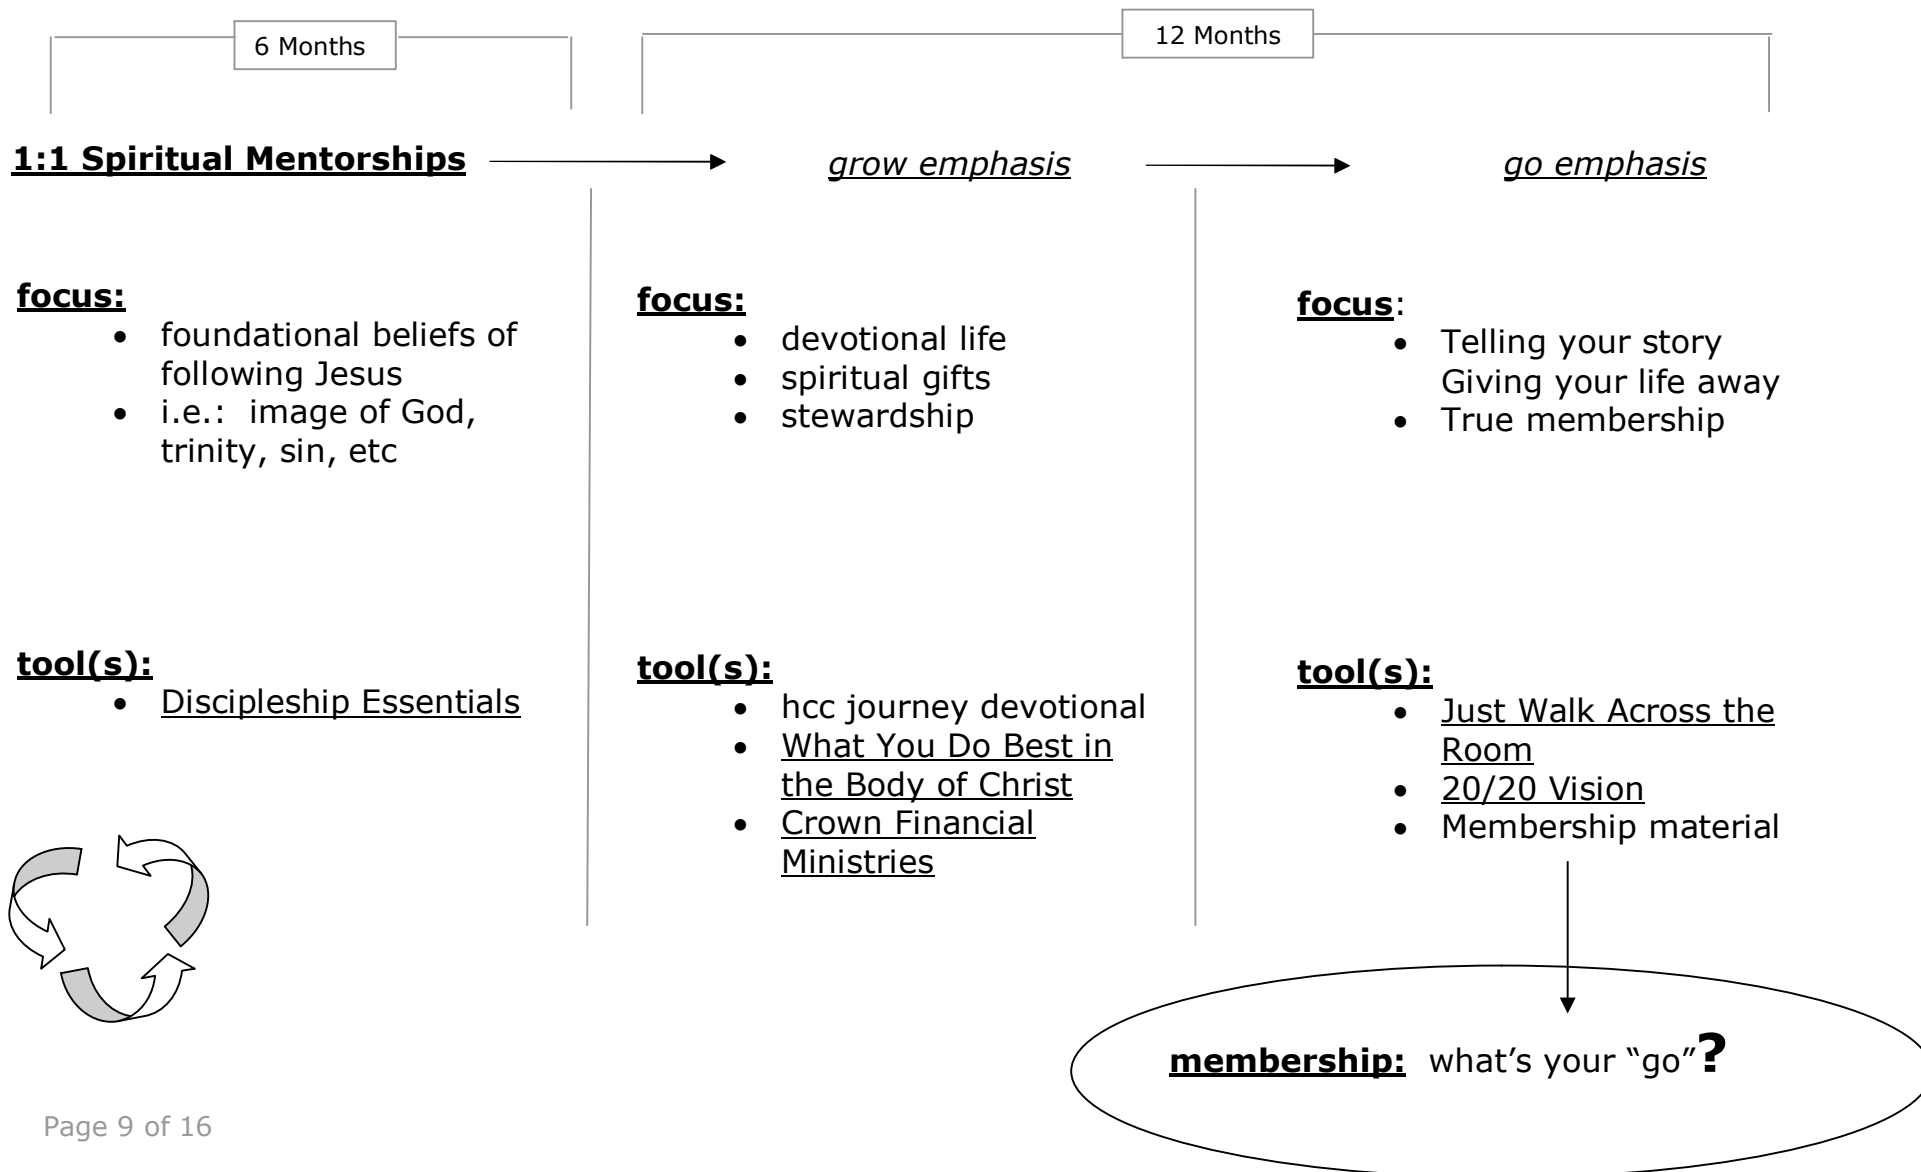 6 Months
12 Months
1:1 Spiritual Mentorships
grow emphasis
go emphasis
focus:
• foundational beliefs of
following Jesus
• i.e.: image of God,
trinity, sin, etc
tool(s):
• Discipleship Essentials
focus:
• devotional life
• spiritual gifts
• stewardship
tool(s):
• hcc journey devotional
• What You Do Best in
the Body of Christ
• Crown Financial
Ministries
focus:
• Telling your story
Giving your life away
• True membership
tool(s):
• Just Walk Across the
Room
• 20/20 Vision
• Membership material
membership: what’s your “go”?
Page 9 of 16